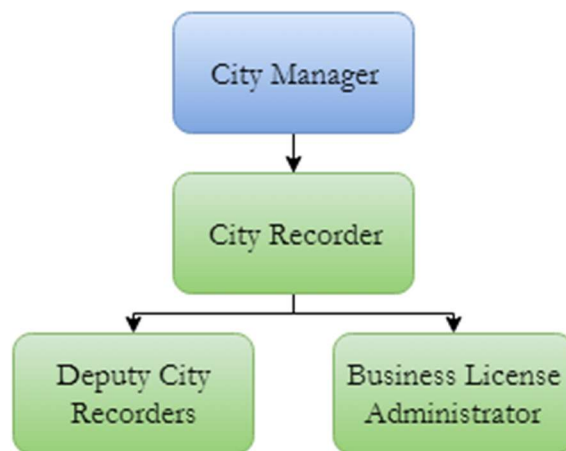 City Manager
City Recorder
Deputy City
Recorders
Business License
Administrator